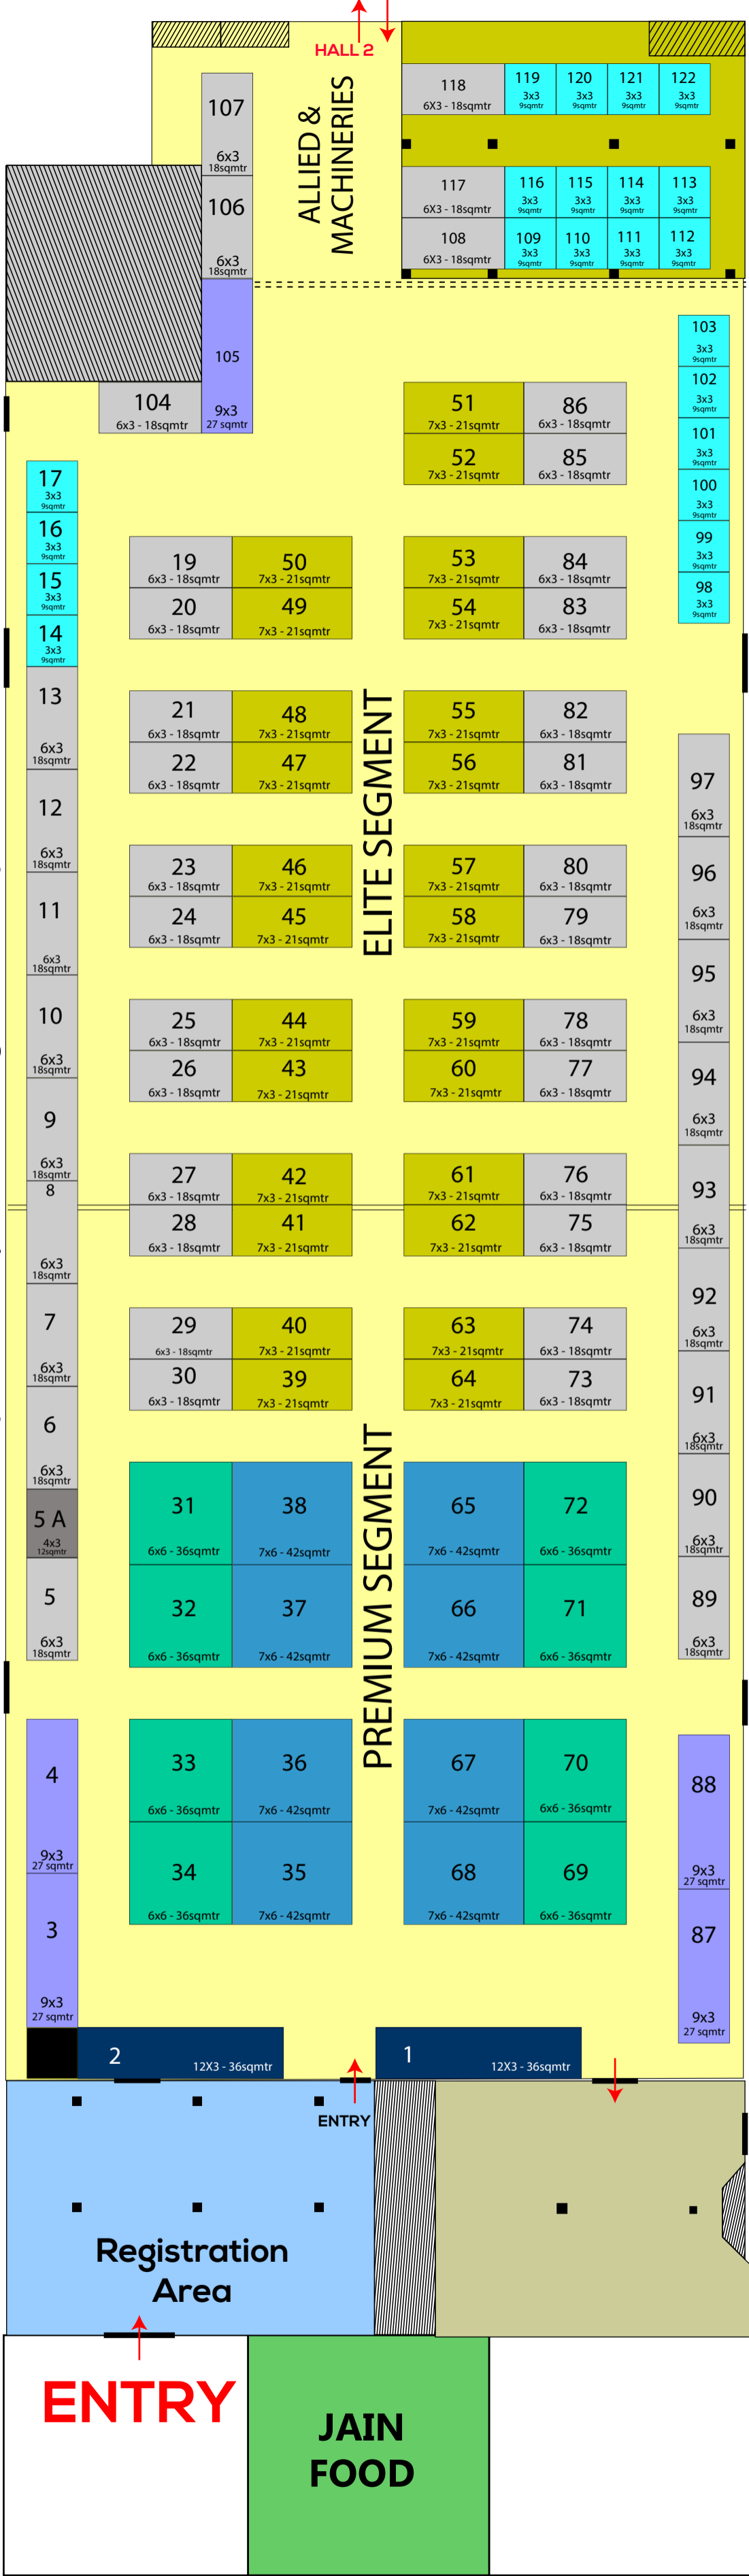 HALL 2
ALLIED &
MACHINERIES
107
6x3
18sqmtr
106
6x3
18sqmtr
105
9x3
27 sqmtr
104
6x3 - 18sqmtr
118
6X3 - 18sqmtr
119
3x3
9sqmtr
120
3x3
9sqmtr
121
3x3
9sqmtr
122
3x3
9sqmtr
117
6X3 - 18sqmtr
116
3x3
9sqmtr
115
3x3
9sqmtr
114
3x3
9sqmtr
113
3x3
9sqmtr
108
6X3 - 18sqmtr
109
3x3
9sqmtr
110
3x3
9sqmtr
111
3x3
9sqmtr
112
3x3
9sqmtr
103
3x3
9sqmtr
102
3x3
9sqmtr
101
3x3
9sqmtr
100
3x3
9sqmtr
99
3x3
9sqmtr
98
3x3
9sqmtr
17
3x3
9sqmtr
16
3x3
9sqmtr
15
3x3
9sqmtr
14
3x3
9sqmtr
13
6x3
18sqmtr
12
6x3
18sqmtr
11
6x3
18sqmtr
10
6x3
18sqmtr
9
6x3
18sqmtr
8
6x3
18sqmtr
7
6x3
18sqmtr
6
6x3
18sqmtr
5 A
4x3
12sqmtr
5
6x3
18sqmtr
4
9x3
27 sqmtr
3
9x3
27 sqmtr
51
7x3 - 21sqmtr
86
6x3 - 18sqmtr
52
7x3 - 21sqmtr
85
6x3 - 18sqmtr
19
6x3 - 18sqmtr
50
7x3 - 21sqmtr
53
7x3 - 21sqmtr
84
6x3 - 18sqmtr
20
6x3 - 18sqmtr
49
7x3 - 21sqmtr
54
7x3 - 21sqmtr
83
6x3 - 18sqmtr
ELITE SEGMENT
21
6x3 - 18sqmtr
48
7x3 - 21sqmtr
55
7x3 - 21sqmtr
82
6x3 - 18sqmtr
22
6x3 - 18sqmtr
47
7x3 - 21sqmtr
56
7x3 - 21sqmtr
81
6x3 - 18sqmtr
23
6x3 - 18sqmtr
46
7x3 - 21sqmtr
57
7x3 - 21sqmtr
80
6x3 - 18sqmtr
24
6x3 - 18sqmtr
45
7x3 - 21sqmtr
58
7x3 - 21sqmtr
79
6x3 - 18sqmtr
25
6x3 - 18sqmtr
44
7x3 - 21sqmtr
59
7x3 - 21sqmtr
78
6x3 - 18sqmtr
26
6x3 - 18sqmtr
43
7x3 - 21sqmtr
60
7x3 - 21sqmtr
77
6x3 - 18sqmtr
27
6x3 - 18sqmtr
42
7x3 - 21sqmtr
61
7x3 - 21sqmtr
76
6x3 - 18sqmtr
28
6x3 - 18sqmtr
41
7x3 - 21sqmtr
62
7x3 - 21sqmtr
75
6x3 - 18sqmtr
29
6x3 - 18sqmtr
40
7x3 - 21sqmtr
63
7x3 - 21sqmtr
74
6x3 - 18sqmtr
30
6x3 - 18sqmtr
39
7x3 - 21sqmtr
64
7x3 - 21sqmtr
73
6x3 - 18sqmtr
PREMIUM SEGMENT
31
6x6 - 36sqmtr
38
7x6 - 42sqmtr
65
7x6 - 42sqmtr
72
6x6 - 36sqmtr
32
6x6 - 36sqmtr
37
7x6 - 42sqmtr
66
7x6 - 42sqmtr
71
6x6 - 36sqmtr
33
6x6 - 36sqmtr
36
7x6 - 42sqmtr
67
7x6 - 42sqmtr
70
6x6 - 36sqmtr
34
6x6 - 36sqmtr
35
7x6 - 42sqmtr
68
7x6 - 42sqmtr
69
6x6 - 36sqmtr
97
6x3
18sqmtr
96
6x3
18sqmtr
95
6x3
18sqmtr
94
6x3
18sqmtr
93
6x3
18sqmtr
92
6x3
18sqmtr
91
6x3
18sqmtr
90
6x3
18sqmtr
89
6x3
18sqmtr
88
9x3
27 sqmtr
87
9x3
27 sqmtr
2
12X3 - 36sqmtr
1
12X3 - 36sqmtr
ENTRY
Registration
Area
ENTRY
JAIN
FOOD